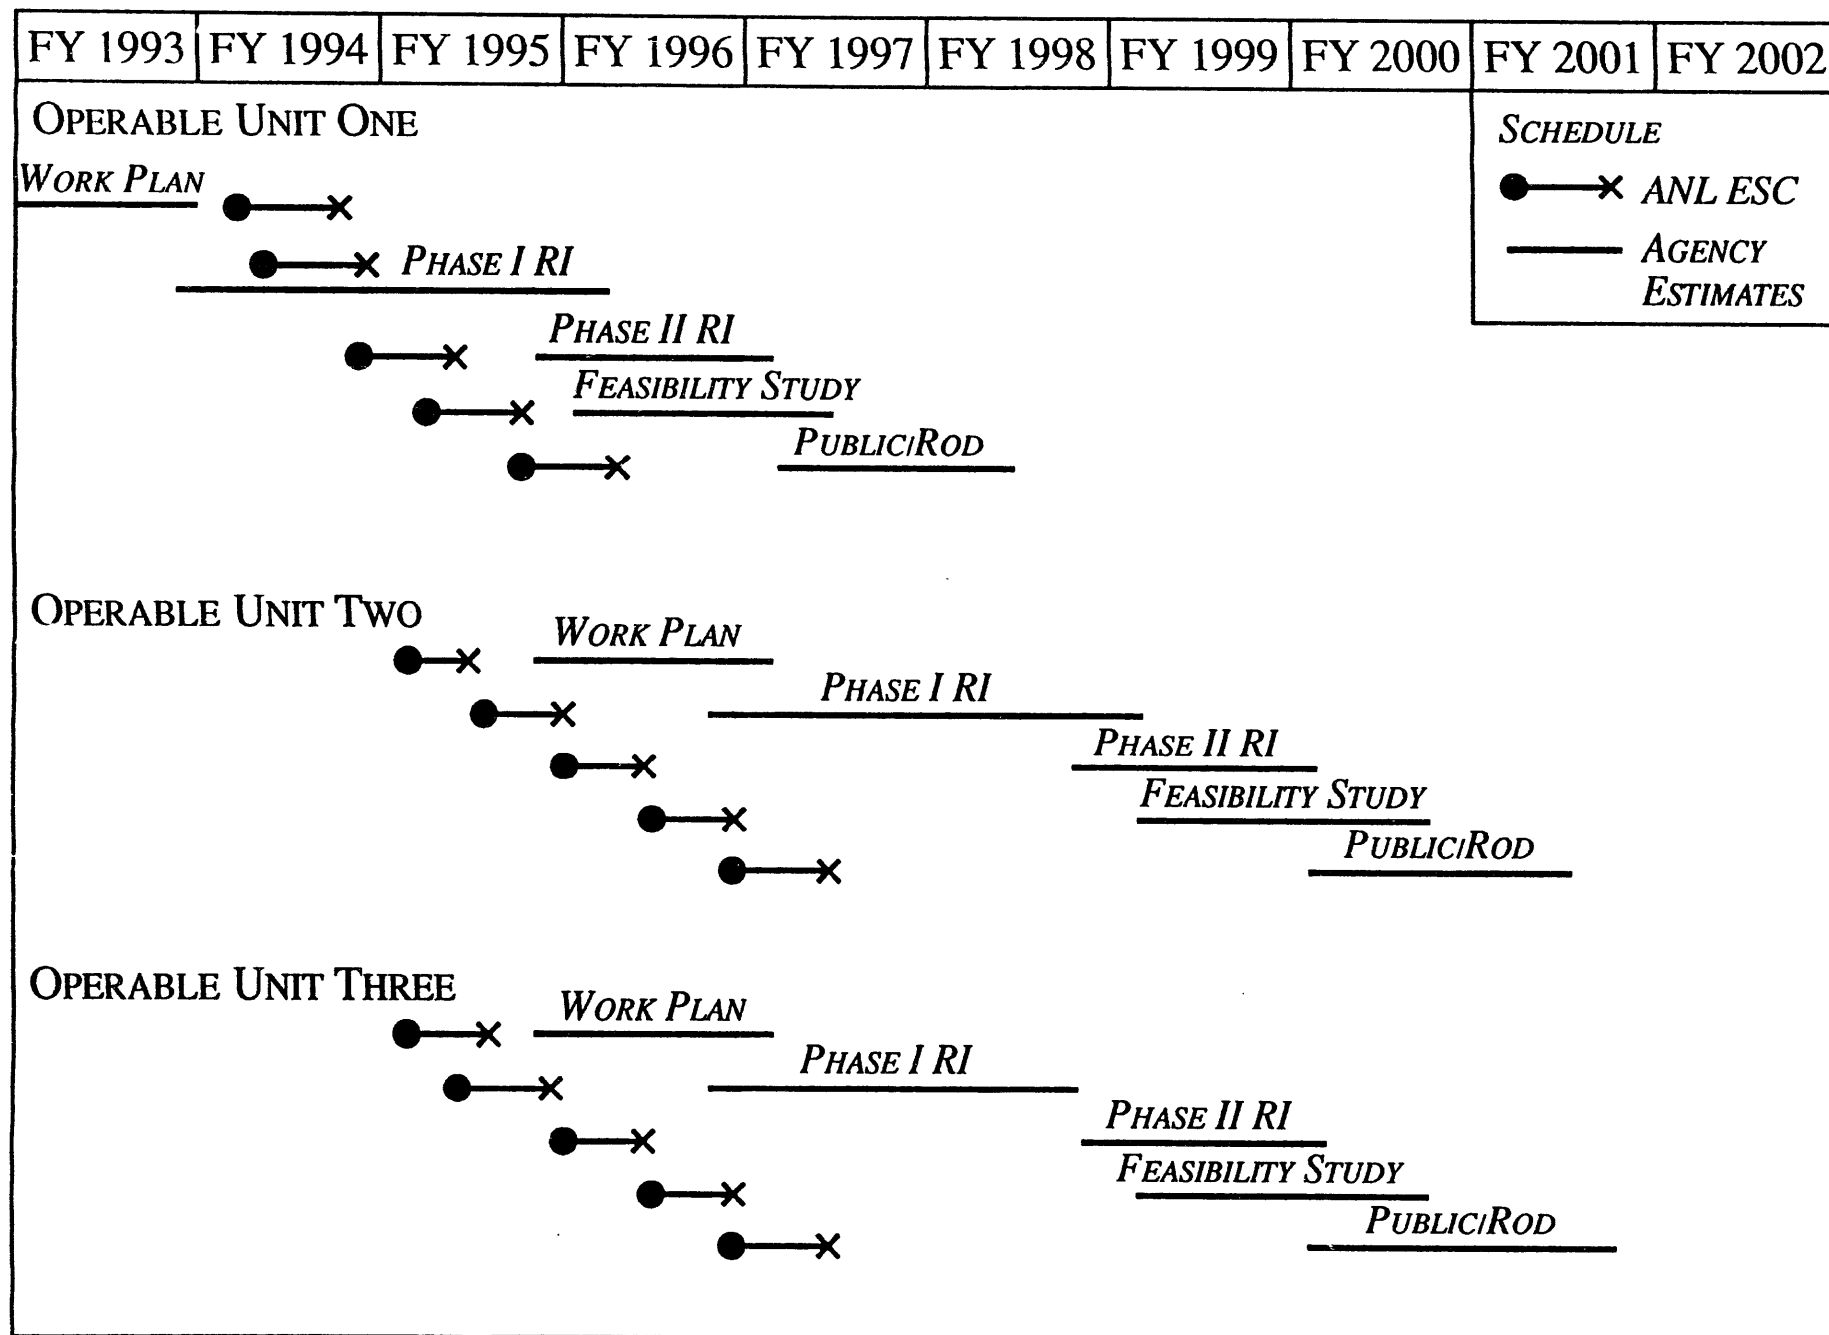 FY 1993 FY 1994 FY 1995 FY 1996 FY 1997 FY 1998 FY 1999 FY 2000 FY 2001 FY 2002
OPERABLE UNIT ONE
SCHEDULE
ANL ESC
AGENCY
ESTIMATES
WORK PLAN
PHASE I RI
PHASE II RI
FEASIBILITY STUDY
PUBLIC/ROD
OPERABLE UNIT TWO
WORK PLAN
PHASE I RI
PHASE II RI
FEASIBILITY STUDY
PUBLIC/ROD
OPERABLE UNIT THREE
WORK PLAN
PHASE I RI
PHASE II RI
FEASIBILITY STUDY
PUBLIC/ROD